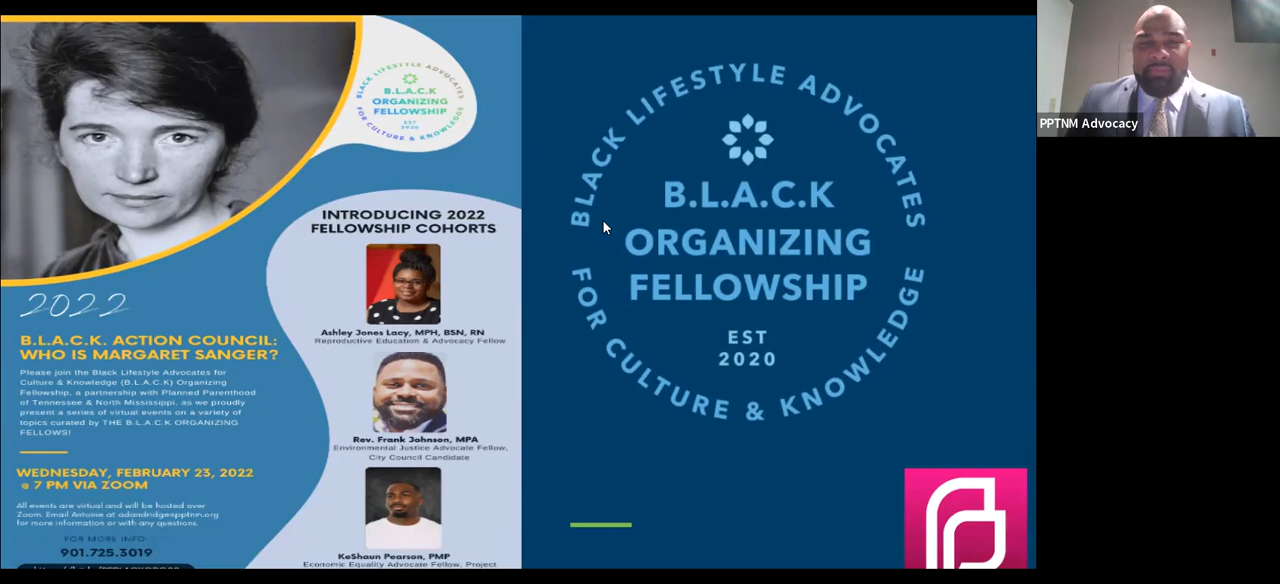 BLACK LIFESTYLE ADVOCATES
B.L.A.C.K
ORGANIZING
FELLOWSHIP
EST
2020
FOR CULTURE & KNOWLEDGE
INTRODUCING 2022
FELLOWSHIP COHORTS
Ashley Jones Lacy, MPH, BSN, RN
Reproductive Education & Advocacy Fellow
Rev. Frank Johnson, MPA
Environmental Justice Advocate Fellow,
City Council Candidate
KeShaun Pearson, PMP
Economic Equality Advocate Fellow, Project
2022
B.L.A.C.K. ACTION COUNCIL:
WHO IS MARGARET SANGER?
Please join the Black Lifestyle Advocates for
Culture & Knowledge (B.L.A.C.K) Organizing
Fellowship, a partnership with Planned Parenthood
of Tennessee & North Mississippi, as we proudly
present a series of virtual events on a variety of
topics curated by THE B.L.A.C.K ORGANIZING
FELLOWS!
WEDNESDAY, FEBRUARY 23, 2022
@ 7 PM VIA ZOOM
All events are virtual and will be hosted over
Zoom. Email Antoine at adandridge@pptnm.org
for more information or with any questions.
FOR MORE INFO
901.725.3019
BLACK LIFESTYLE ADVOCATES
B.L.A.C.K
ORGANIZING
FELLOWSHIP
EST
2020
FOR CULTURE & KNOWLEDGE
PPTNM Advocacy